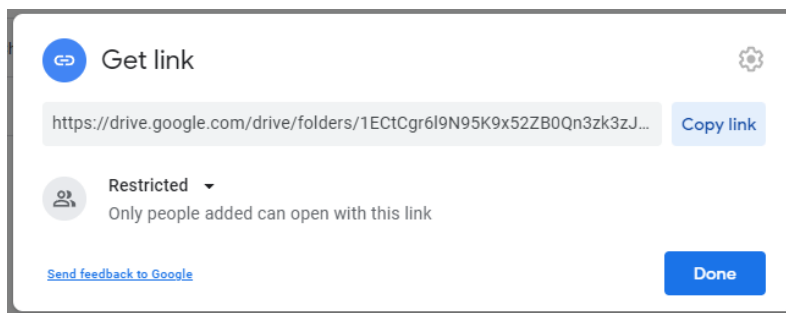 Get link
https://drive.google.com/drive/folders/1ECtCgr6l9N95K9x52ZB0Qn3zk3zJ...
Copy link
Restricted
Only people added can open with this link
Send feedback to Google
Done